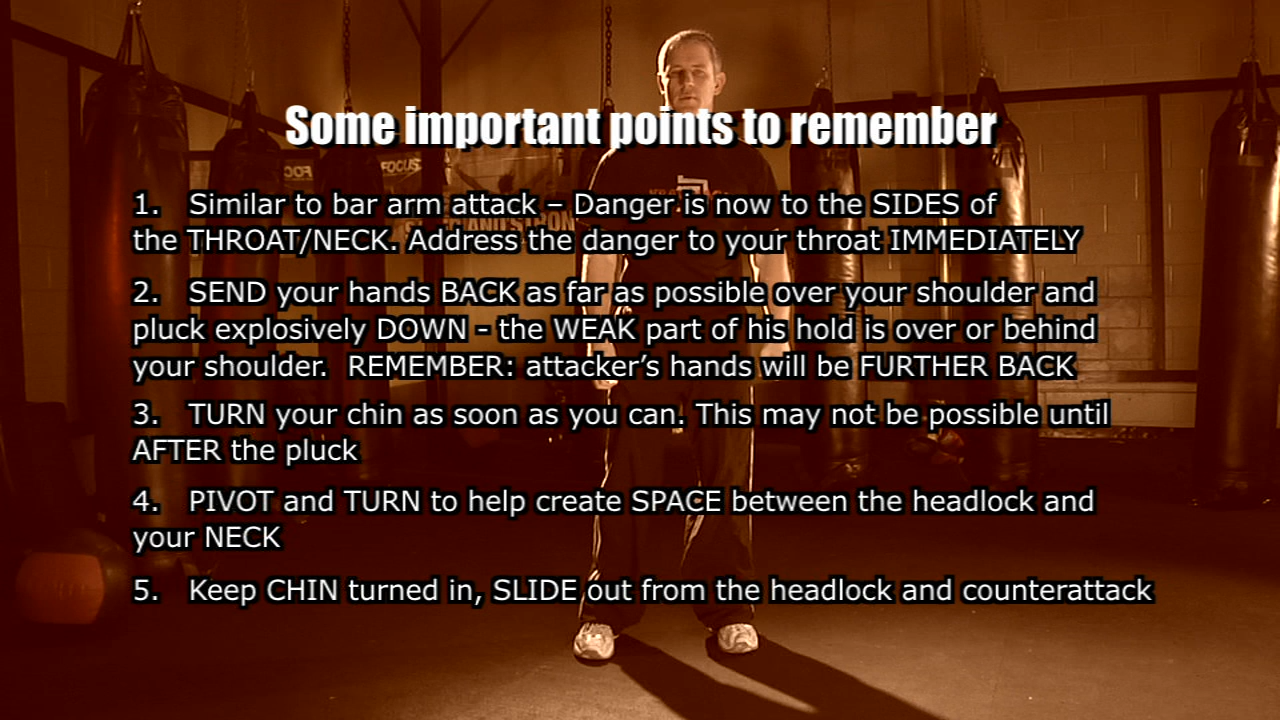 Some important points to remember
1. Similar to bar arm attack – Danger is now to the SIDES of
the THROAT/NECK. Address the danger to your throat IMMEDIATELY
2. SEND your hands BACK as far as possible over your shoulder and
pluck explosively DOWN - the WEAK part of his hold is over or behind
your shoulder. REMEMBER: attacker’s hands will be FURTHER BACK
3. TURN your chin as soon as you can. This may not be possible until
AFTER the pluck
4. PIVOT and TURN to help create SPACE between the headlock and
your NECK
5. Keep CHIN turned in, SLIDE out from the headlock and counterattack
FOCUS